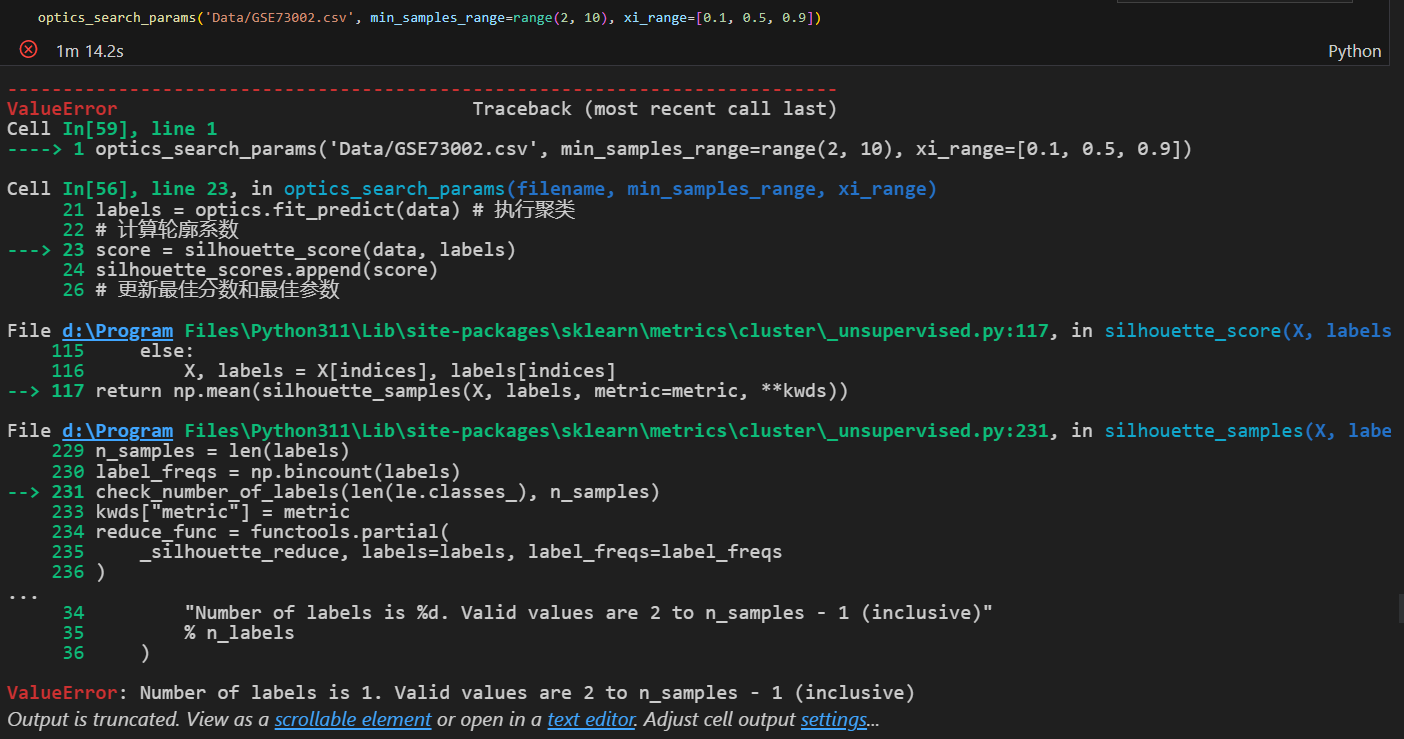 optics_search_params('Data/GSE73002.csv', min_samples_range=range(2, 10), xi_range=[0.1, 0.5, 0.9])
1m 14.2s
Python
---------------------------------------------------------------------------
ValueError                                Traceback (most recent call last)
Cell In[59], line 1
----> 1 optics_search_params('Data/GSE73002.csv', min_samples_range=range(2, 10), xi_range=[0.1, 0.5, 0.9])
Cell In[56], line 23, in optics_search_params(filename, min_samples_range, xi_range)
     21 labels = optics.fit_predict(data) # 执行聚类
     22 # 计算轮廓系数
---> 23 score = silhouette_score(data, labels)
     24 silhouette_scores.append(score)
     26 # 更新最佳分数和最佳参数
File d:\Program Files\Python311\Lib\site-packages\sklearn\metrics\cluster\_unsupervised.py:117, in silhouette_score(X, labels
    115     else:
    116         X, labels = X[indices], labels[indices]
--> 117 return np.mean(silhouette_samples(X, labels, metric=metric, **kwds))
File d:\Program Files\Python311\Lib\site-packages\sklearn\metrics\cluster\_unsupervised.py:231, in silhouette_samples(X, labe
    229 n_samples = len(labels)
    230 label_freqs = np.bincount(labels)
--> 231 check_number_of_labels(len(le.classes_), n_samples)
    233 kwds["metric"] = metric
    234 reduce_func = functools.partial(
    235     _silhouette_reduce, labels=labels, label_freqs=label_freqs
    236 )
...
     34         "Number of labels is %d. Valid values are 2 to n_samples - 1 (inclusive)"
     35         % n_labels
     36     )
ValueError: Number of labels is 1. Valid values are 2 to n_samples - 1 (inclusive)
Output is truncated. View as a scrollable element or open in a text editor. Adjust cell output settings...